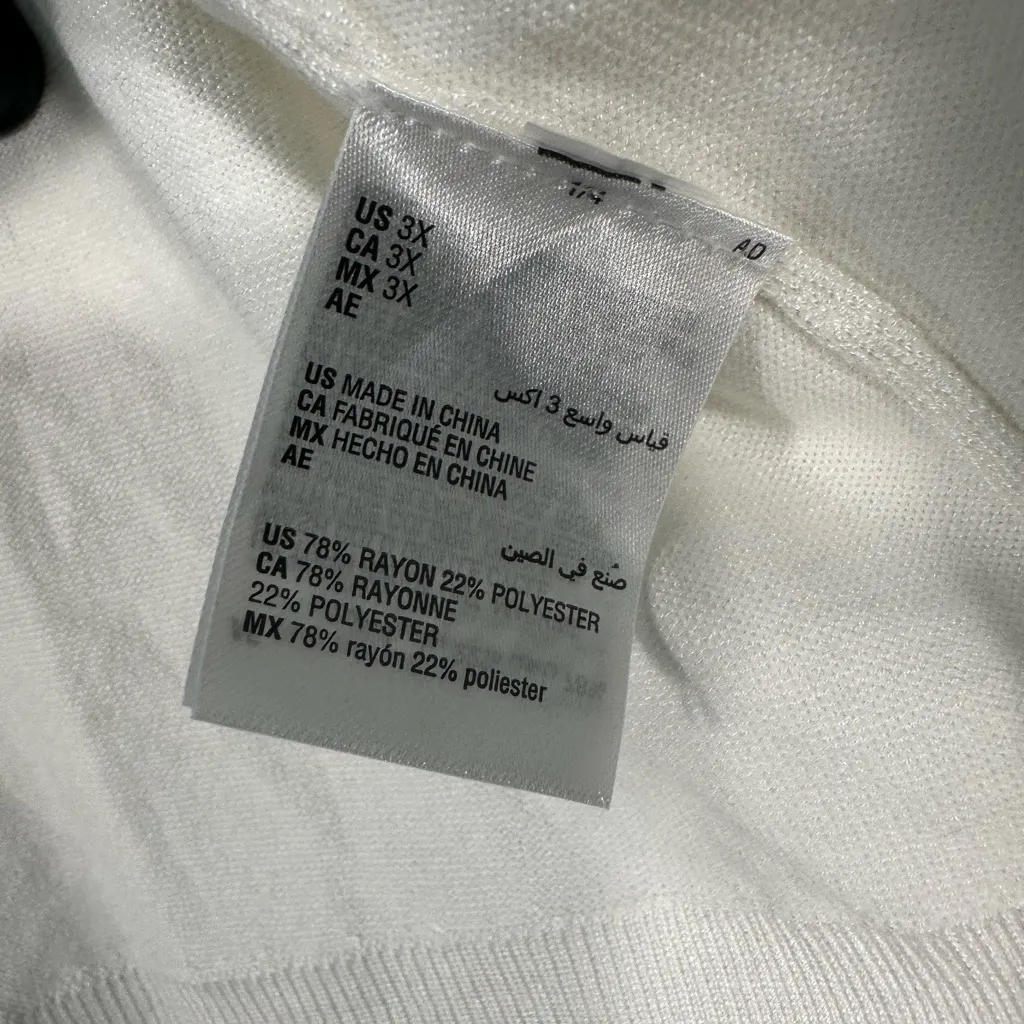 1/4
AD
US 3X
CA 3X
MX 3X
AE
قياس واسع 3 اكس
US MADE IN CHINA
CA FABRIQUÉ EN CHINE
MX HECHO EN CHINA
AE
صُنع في الصين
US 78% RAYON 22% POLYESTER
CA 78% RAYONNE
22% POLYESTER
MX 78% rayón 22% poliester